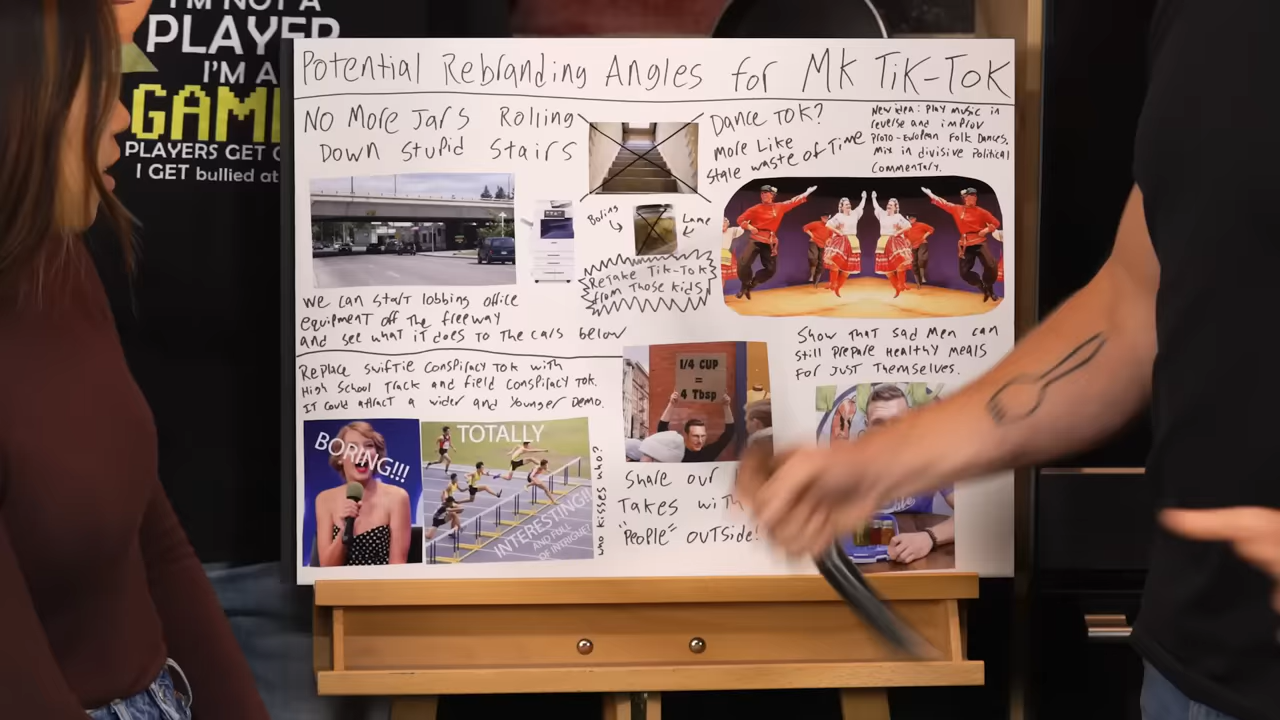 I'M NOT A
PLAYER
I'M A
GAM
PLAYERS GET
I GET bullied at
Potential Rebranding Angles for MK TiK-ToK
No More Jars Rolling
Down Stupid Stairs
Boring
Lame
ReTake Tik-Tok
from Those Kids!
We can start lobbing office
equipment off the freeway
and see what it does to the cars below
Dance Tok?
More Like
stale waste of Time
New idea: Play music in
reverse and improv
Proto-European Folk Dances.
Mix in divisive Political
Commentary.
Replace Swiftie Conspiracy Tok with
High School Track and field Conspiracy Tok.
IT Could attract a wider and Younger Demo.
BORING!!!
TOTALLY
INTERESTING!!
AND FULL
OF INTRIGUE!
who kisses who?
1/4 CUP
=
4 Tbsp
Share our
Takes with
"People" outside!
Show that sad Men can
still prepare Healthy meals
for Just Themselves.